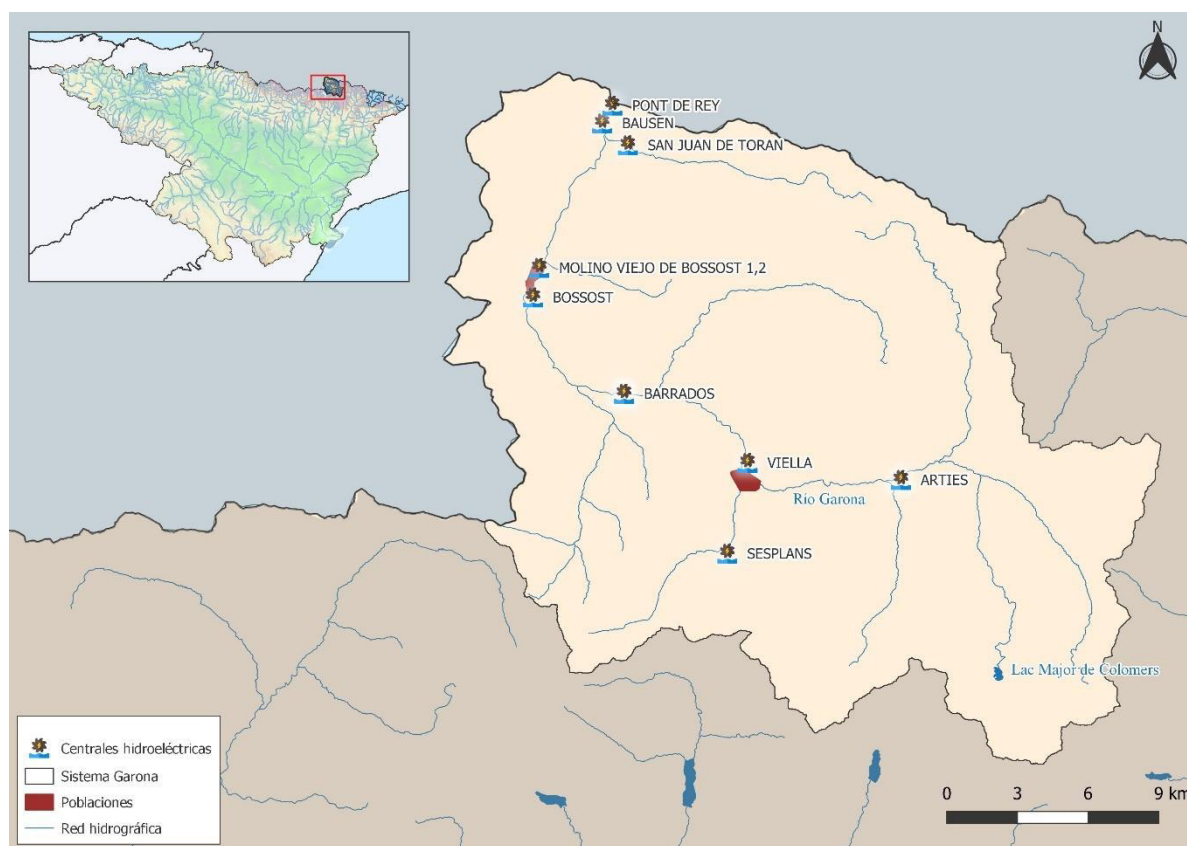 N
PONT DE REY
BAUSEN
SAN JUAN DE TORAN
MOLINO VIEJO DE BOSSOST 1,2
BOSSOST
BARRADOS
VIELLA
ARTIES
Río Garona
SESPLANS
Lac Major de Colomers
Centrales hidroeléctricas
Sistema Garona
Poblaciones
Red hidrográfica
0 3 6 9 km